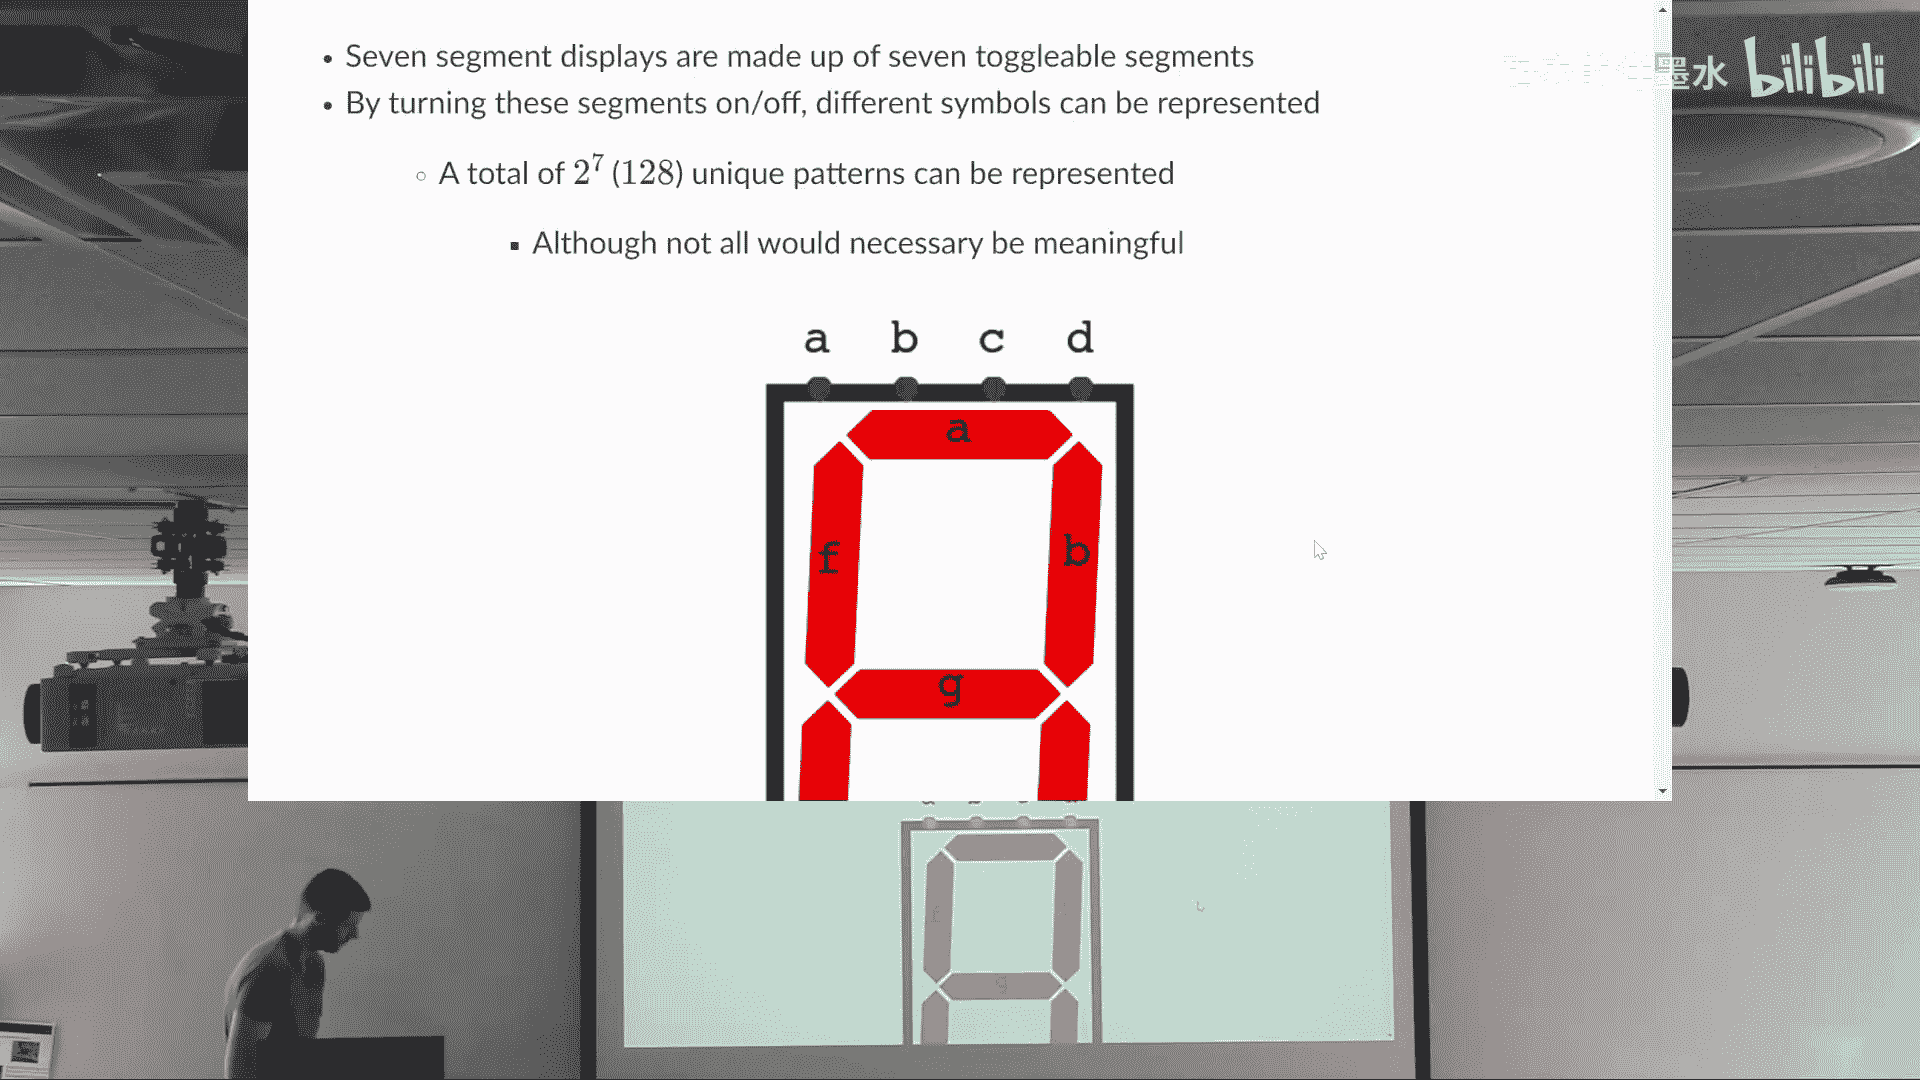 Seven segment displays are made up of seven toggleable segments
By turning these segments on/off, different symbols can be represented
A total of 2⁷ (128) unique patterns can be represented
Although not all would necessary be meaningful
墨水 bilibili
a b c d
a
f b
g
f
g